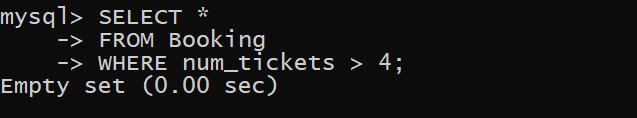 mysql> SELECT *
    -> FROM Booking
    -> WHERE num_tickets > 4;
Empty set (0.00 sec)